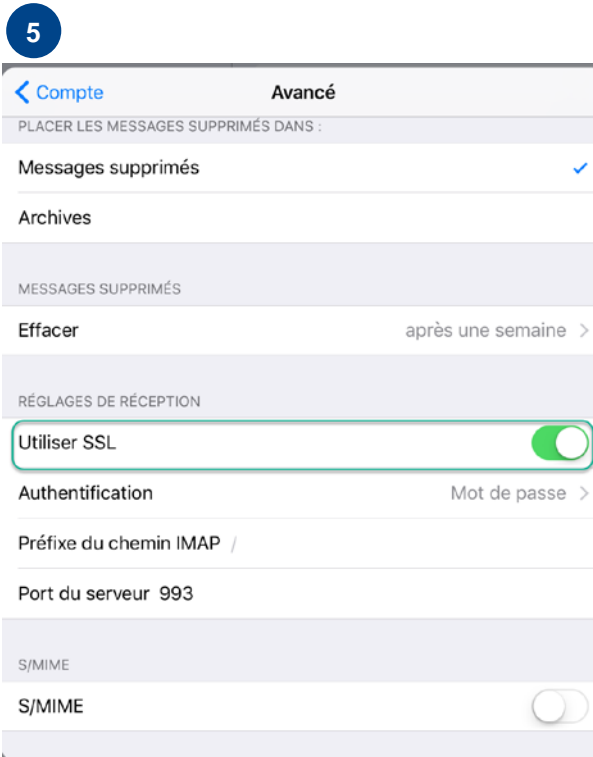 5
Compte
Avancé
PLACER LES MESSAGES SUPPRIMÉS DANS :
Messages supprimés
Archives
MESSAGES SUPPRIMÉS
Effacer après une semaine
RÉGLAGES DE RÉCEPTION
Utiliser SSL
Authentification Mot de passe
Préfixe du chemin IMAP /
Port du serveur 993
S/MIME
S/MIME